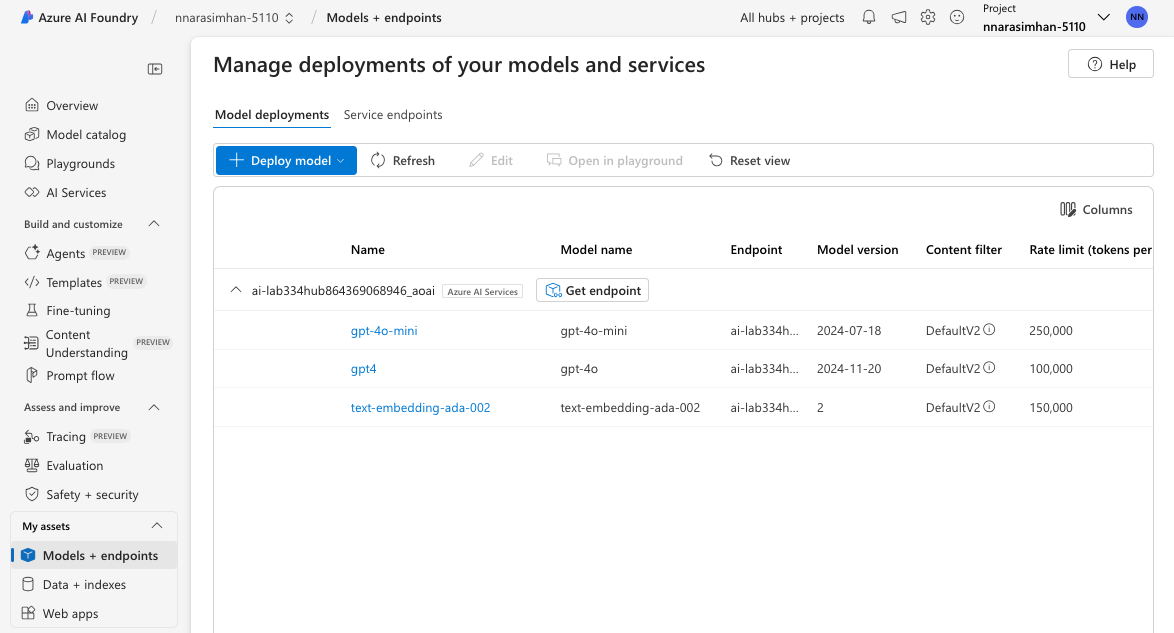 Azure AI Foundry / nnarasimhan-5110 / Models + endpoints
All hubs + projects
Project
nnarasimhan-5110
NN
Overview
Model catalog
Playgrounds
AI Services
Build and customize
Agents PREVIEW
Templates PREVIEW
Fine-tuning
Content
Understanding PREVIEW
Prompt flow
Assess and improve
Tracing PREVIEW
Evaluation
Safety + security
My assets
Models + endpoints
Data + indexes
Web apps
Manage deployments of your models and services
Help
Model deployments Service endpoints
Deploy model Refresh Edit Open in playground Reset view
Columns
Name Model name Endpoint Model version Content filter Rate limit (tokens per
ai-lab334hub864369068946_aoai Azure AI Services Get endpoint
gpt-4o-mini gpt-4o-mini ai-lab334h... 2024-07-18 DefaultV2 250,000
gpt4 gpt-4o ai-lab334h... 2024-11-20 DefaultV2 100,000
text-embedding-ada-002 text-embedding-ada-002 ai-lab334h... 2 DefaultV2 150,000